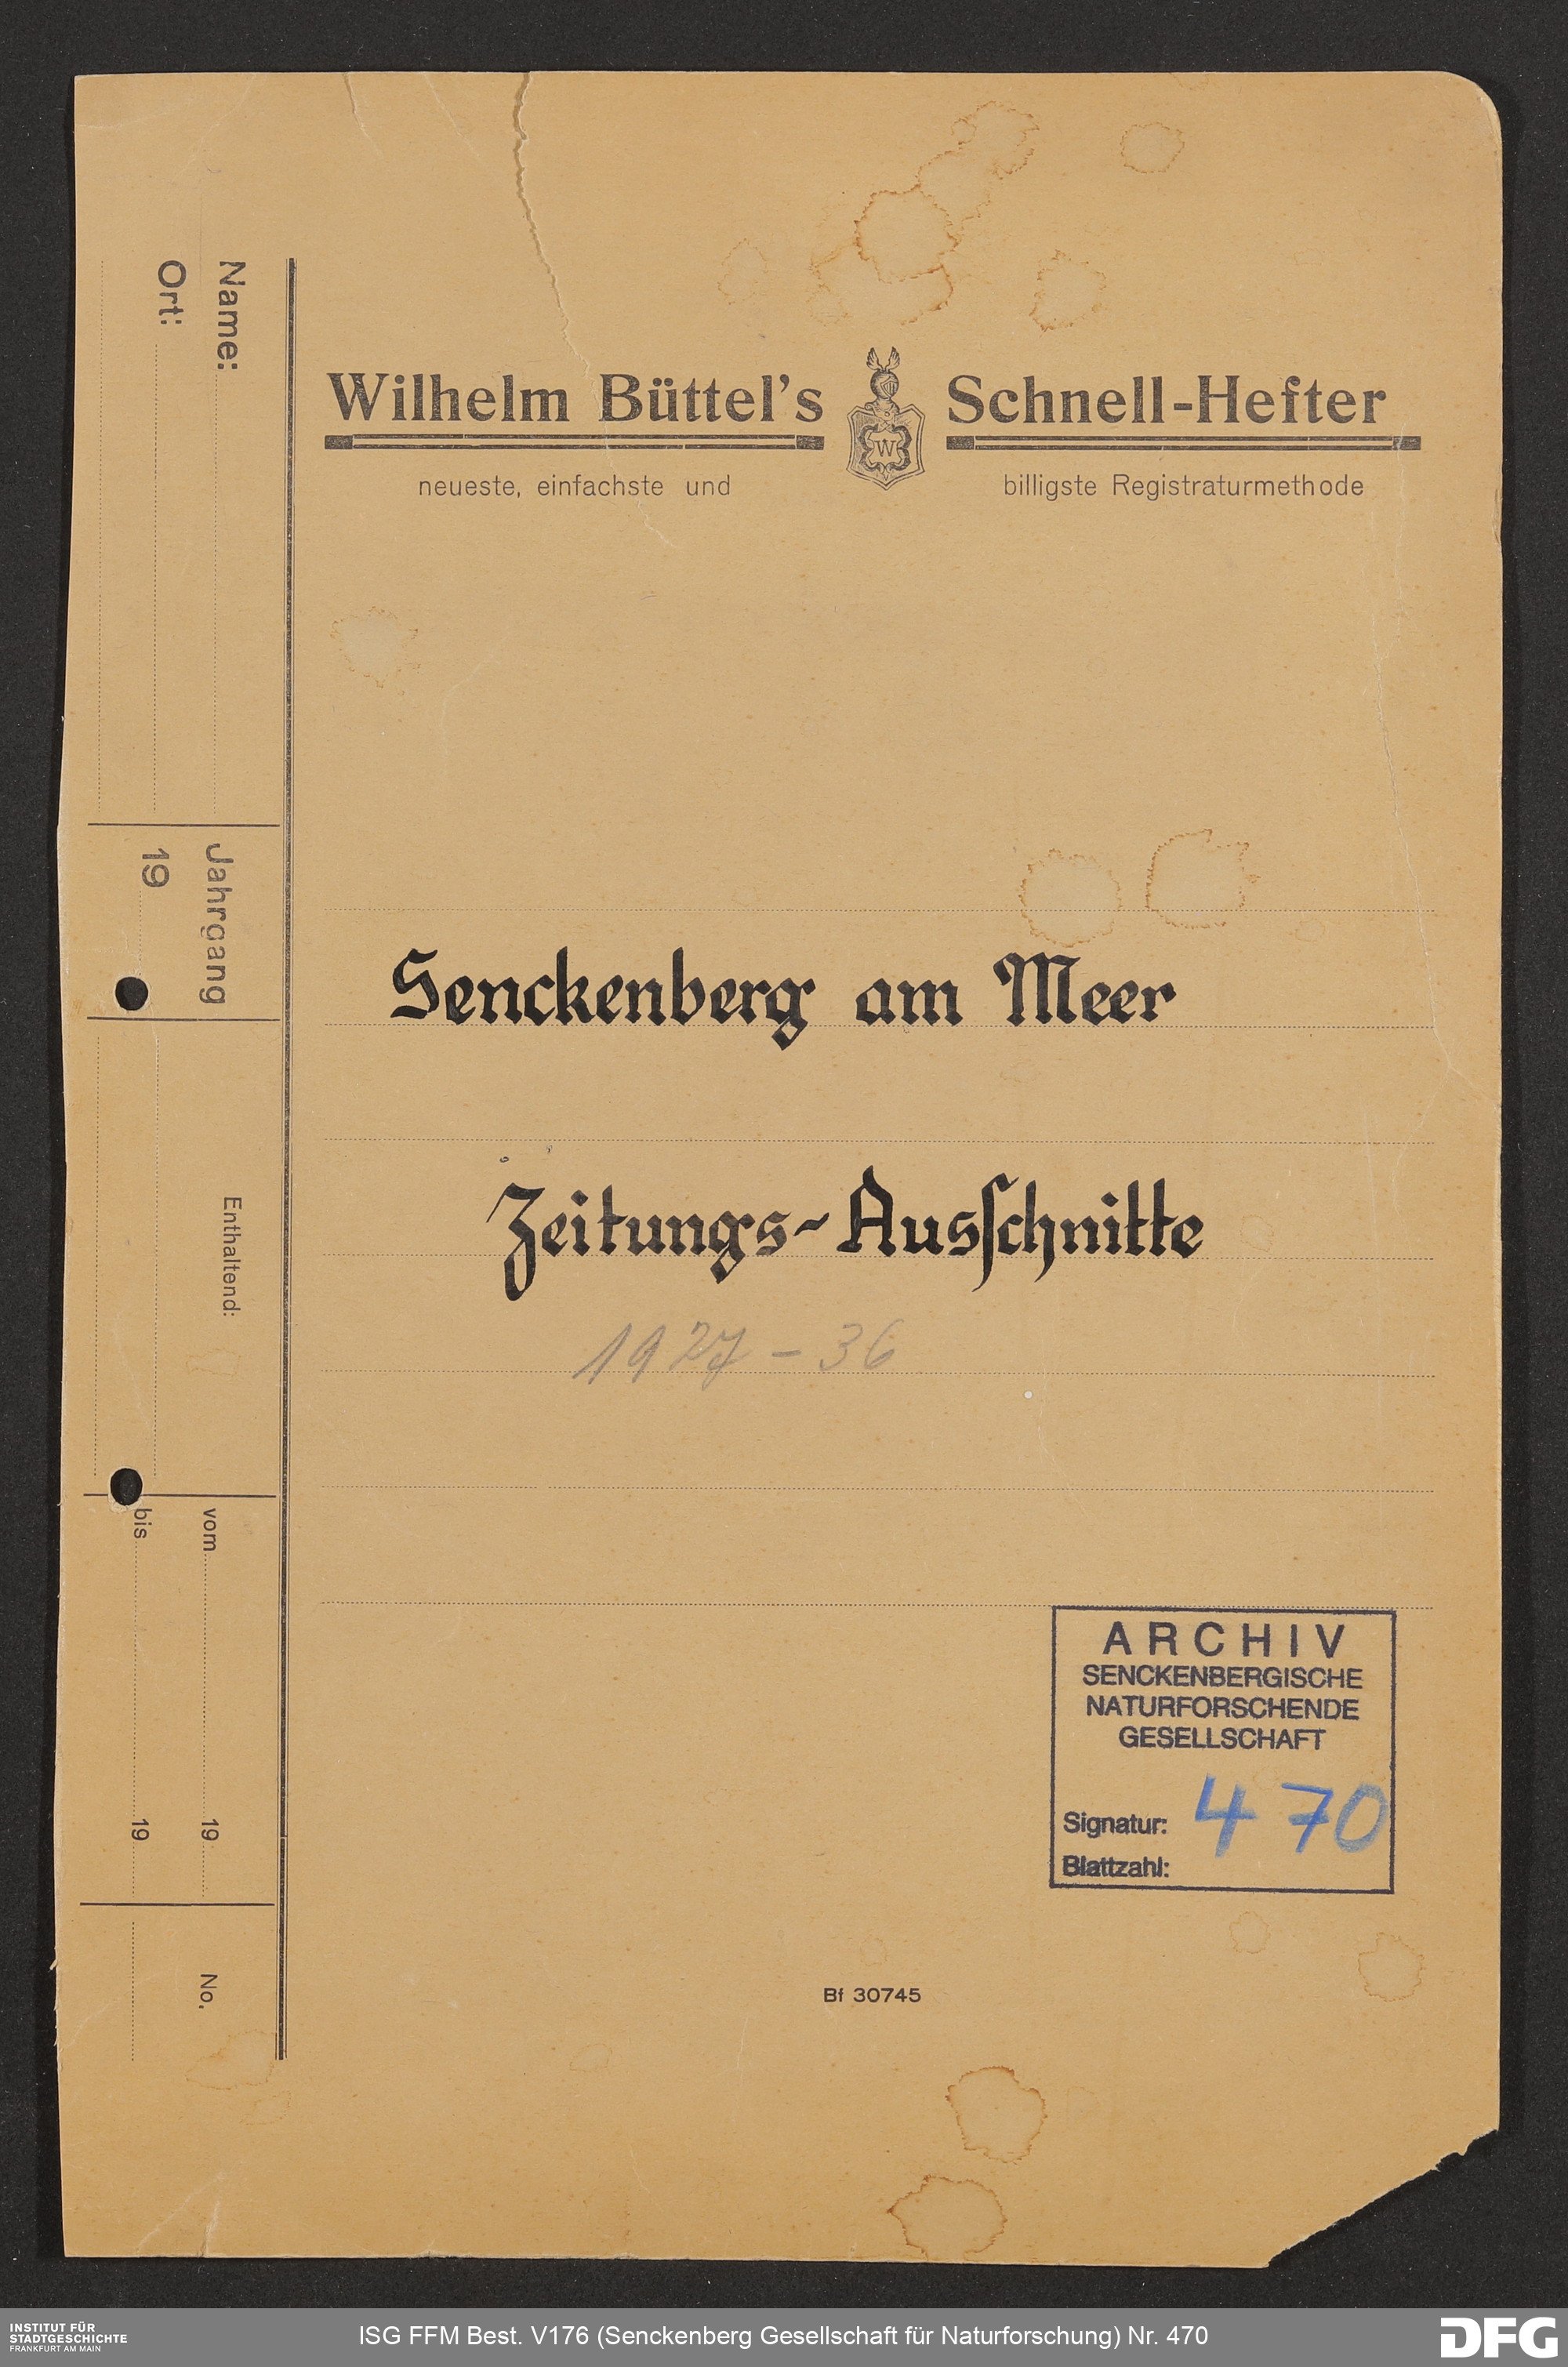 Name:
Ort:
Jahrgang
19
Enthaltend:
vom 19
bis 19
No.
Wilhelm Büttel's Schnell-Hefter
W
neueste, einfachste und billigste Registraturmethode
Senckenberg am Meer
Zeitungs-Ausſchnitte
1927-36
ARCHIV
SENCKENBERGISCHE
NATURFORSCHENDE
GESELLSCHAFT
Signatur: 470
Blattzahl:
Bf 30745
INSTITUT FÜR
STADTGESCHICHTE
FRANKFURT AM MAIN
ISG FFM Best. V176 (Senckenberg Gesellschaft für Naturforschung) Nr. 470
DFG